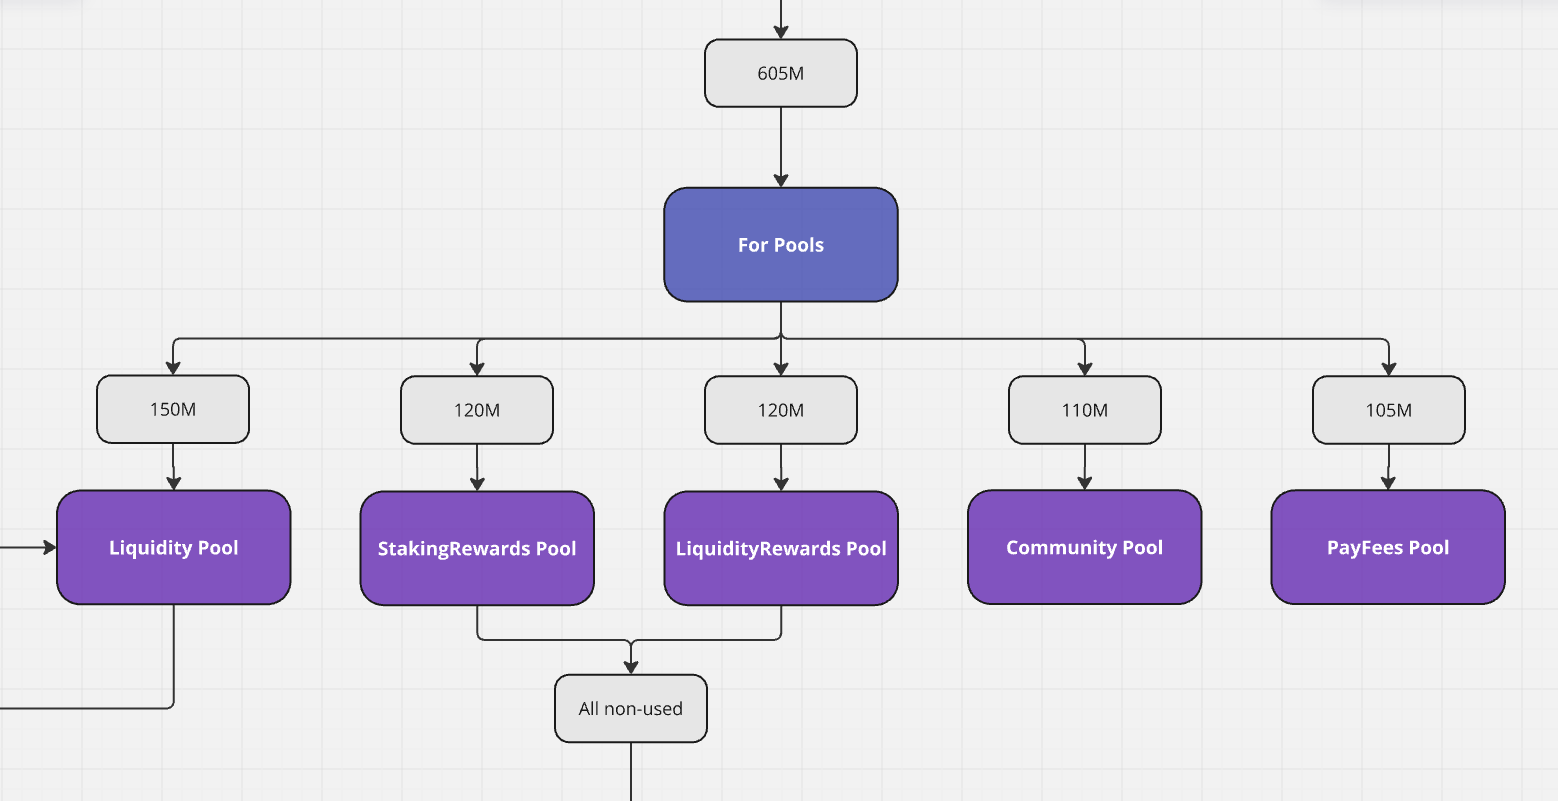 605M
For Pools
150M
120M
120M
110M
105M
Liquidity Pool
StakingRewards Pool
LiquidityRewards Pool
Community Pool
PayFees Pool
All non-used